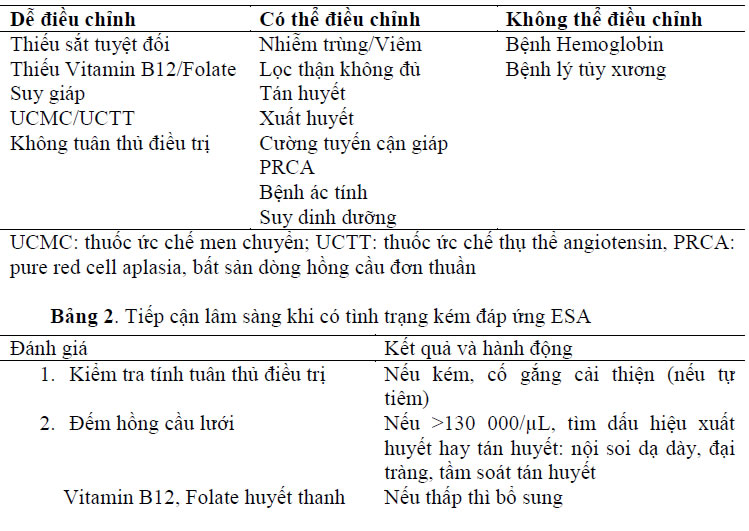 Dễ điều chỉnh Có thể điều chỉnh Không thể điều chỉnh
Thiếu sắt tuyệt đối Nhiễm trùng/Viêm Bệnh Hemoglobin
Thiếu Vitamin B12/Folate Lọc thận không đủ Bệnh lý tủy xương
Suy giáp Tán huyết
UCMC/UCTT Xuất huyết
Không tuân thủ điều trị Cường tuyến cận giáp
PRCA
Bệnh ác tính
Suy dinh dưỡng
UCMC: thuốc ức chế men chuyển; UCTT: thuốc ức chế thụ thể angiotensin, PRCA:
pure red cell aplasia, bất sản dòng hồng cầu đơn thuần
Bảng 2. Tiếp cận lâm sàng khi có tình trạng kém đáp ứng ESA
Đánh giá Kết quả và hành động
1. Kiểm tra tính tuân thủ điều trị Nếu kém, cố gắng cải thiện (nếu tự
tiêm)
2. Đếm hồng cầu lưới Nếu >130 000/µL, tìm dấu hiệu xuất
huyết hay tán huyết: nội soi dạ dày, đại
tràng, tầm soát tán huyết
Vitamin B12, Folate huyết thanh Nếu thấp thì bổ sung